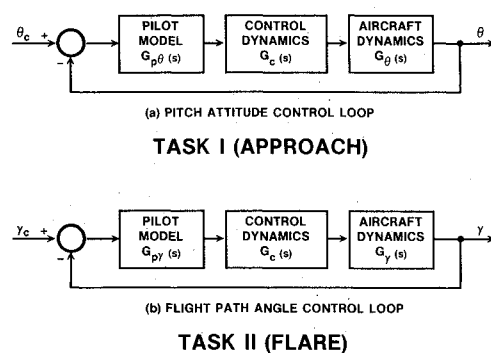 θc + PILOT MODEL Gpθ (s) CONTROL DYNAMICS Gc (s) AIRCRAFT DYNAMICS Gθ (s) θ
-
(a) PITCH ATTITUDE CONTROL LOOP
TASK I (APPROACH)
γc + PILOT MODEL Gpγ (s) CONTROL DYNAMICS Gc (s) AIRCRAFT DYNAMICS Gγ (s) γ
-
(b) FLIGHT PATH ANGLE CONTROL LOOP
TASK II (FLARE)